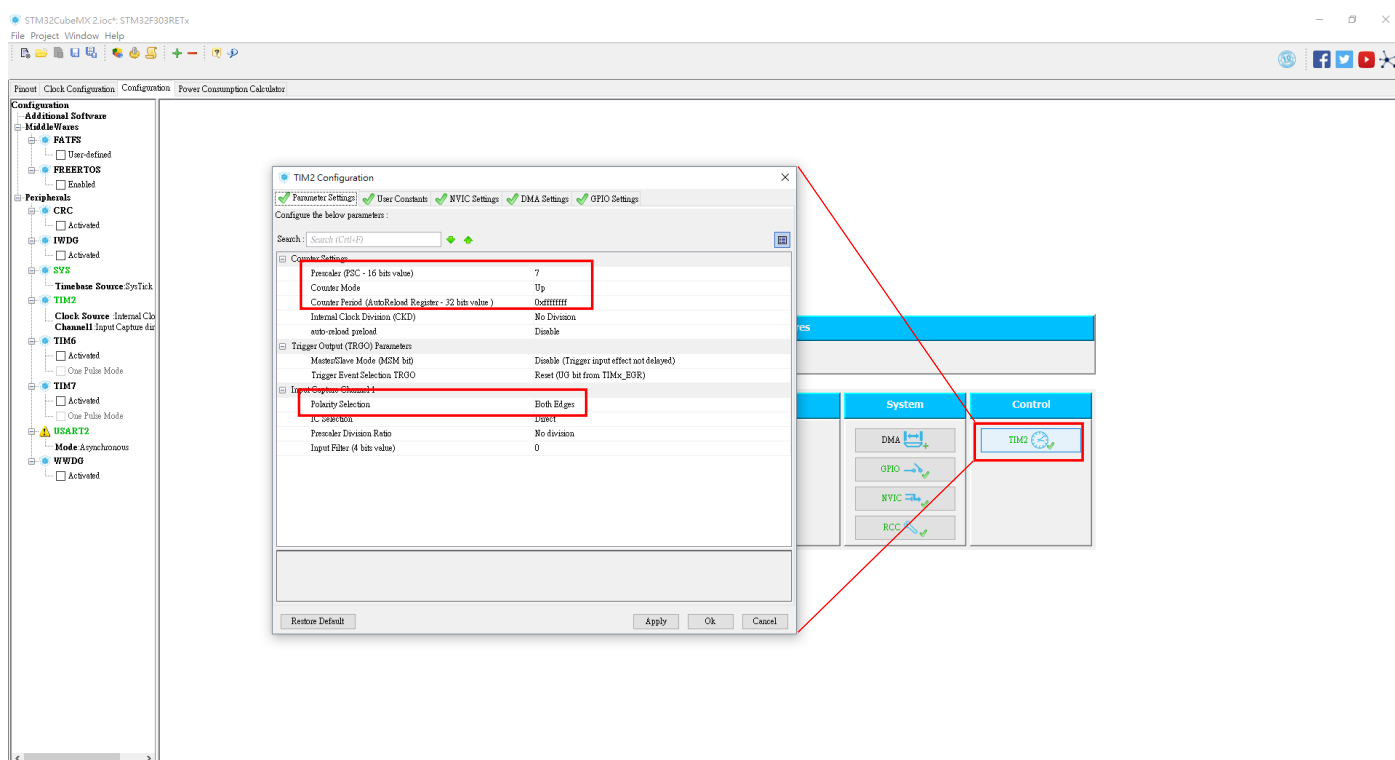 STM32CubeMX 2.ioc*: STM32F303RETx
File Project Window Help
Pinout Clock Configuration Configuration Power Consumption Calculator
Configuration
Additional Software
MiddleWares
FATFS
User-defined
FREERTOS
Enabled
Peripherals
CRC
Activated
IWDG
Activated
SYS
Timebase Source:SysTick
TIM2
Clock Source :Internal Clo
Channel1:Input Capture dir
TIM6
Activated
One Pulse Mode
TIM7
Activated
One Pulse Mode
USART2
Mode:Asynchronous
WWDG
Activated
TIM2 Configuration
Parameter Settings User Constants NVIC Settings DMA Settings GPIO Settings
Configure the below parameters :
Search : Search (Crtl+F)
Counter Settings
Prescaler (PSC - 16 bits value) 7
Counter Mode Up
Counter Period (AutoReload Register - 32 bits value ) 0xffffffff
Internal Clock Division (CKD) No Division
auto-reload preload Disable
Trigger Output (TRGO) Parameters
Master/Slave Mode (MSM bit) Disable (Trigger input effect not delayed)
Trigger Event Selection TRGO Reset (UG bit from TIMx_EGR)
Input Capture Channel 1
Polarity Selection Both Edges
IC Selection Direct
Prescaler Division Ratio No division
Input Filter (4 bits value) 0
Restore Default Apply Ok Cancel
res
System Control
DMA TIM2
GPIO
NVIC
RCC